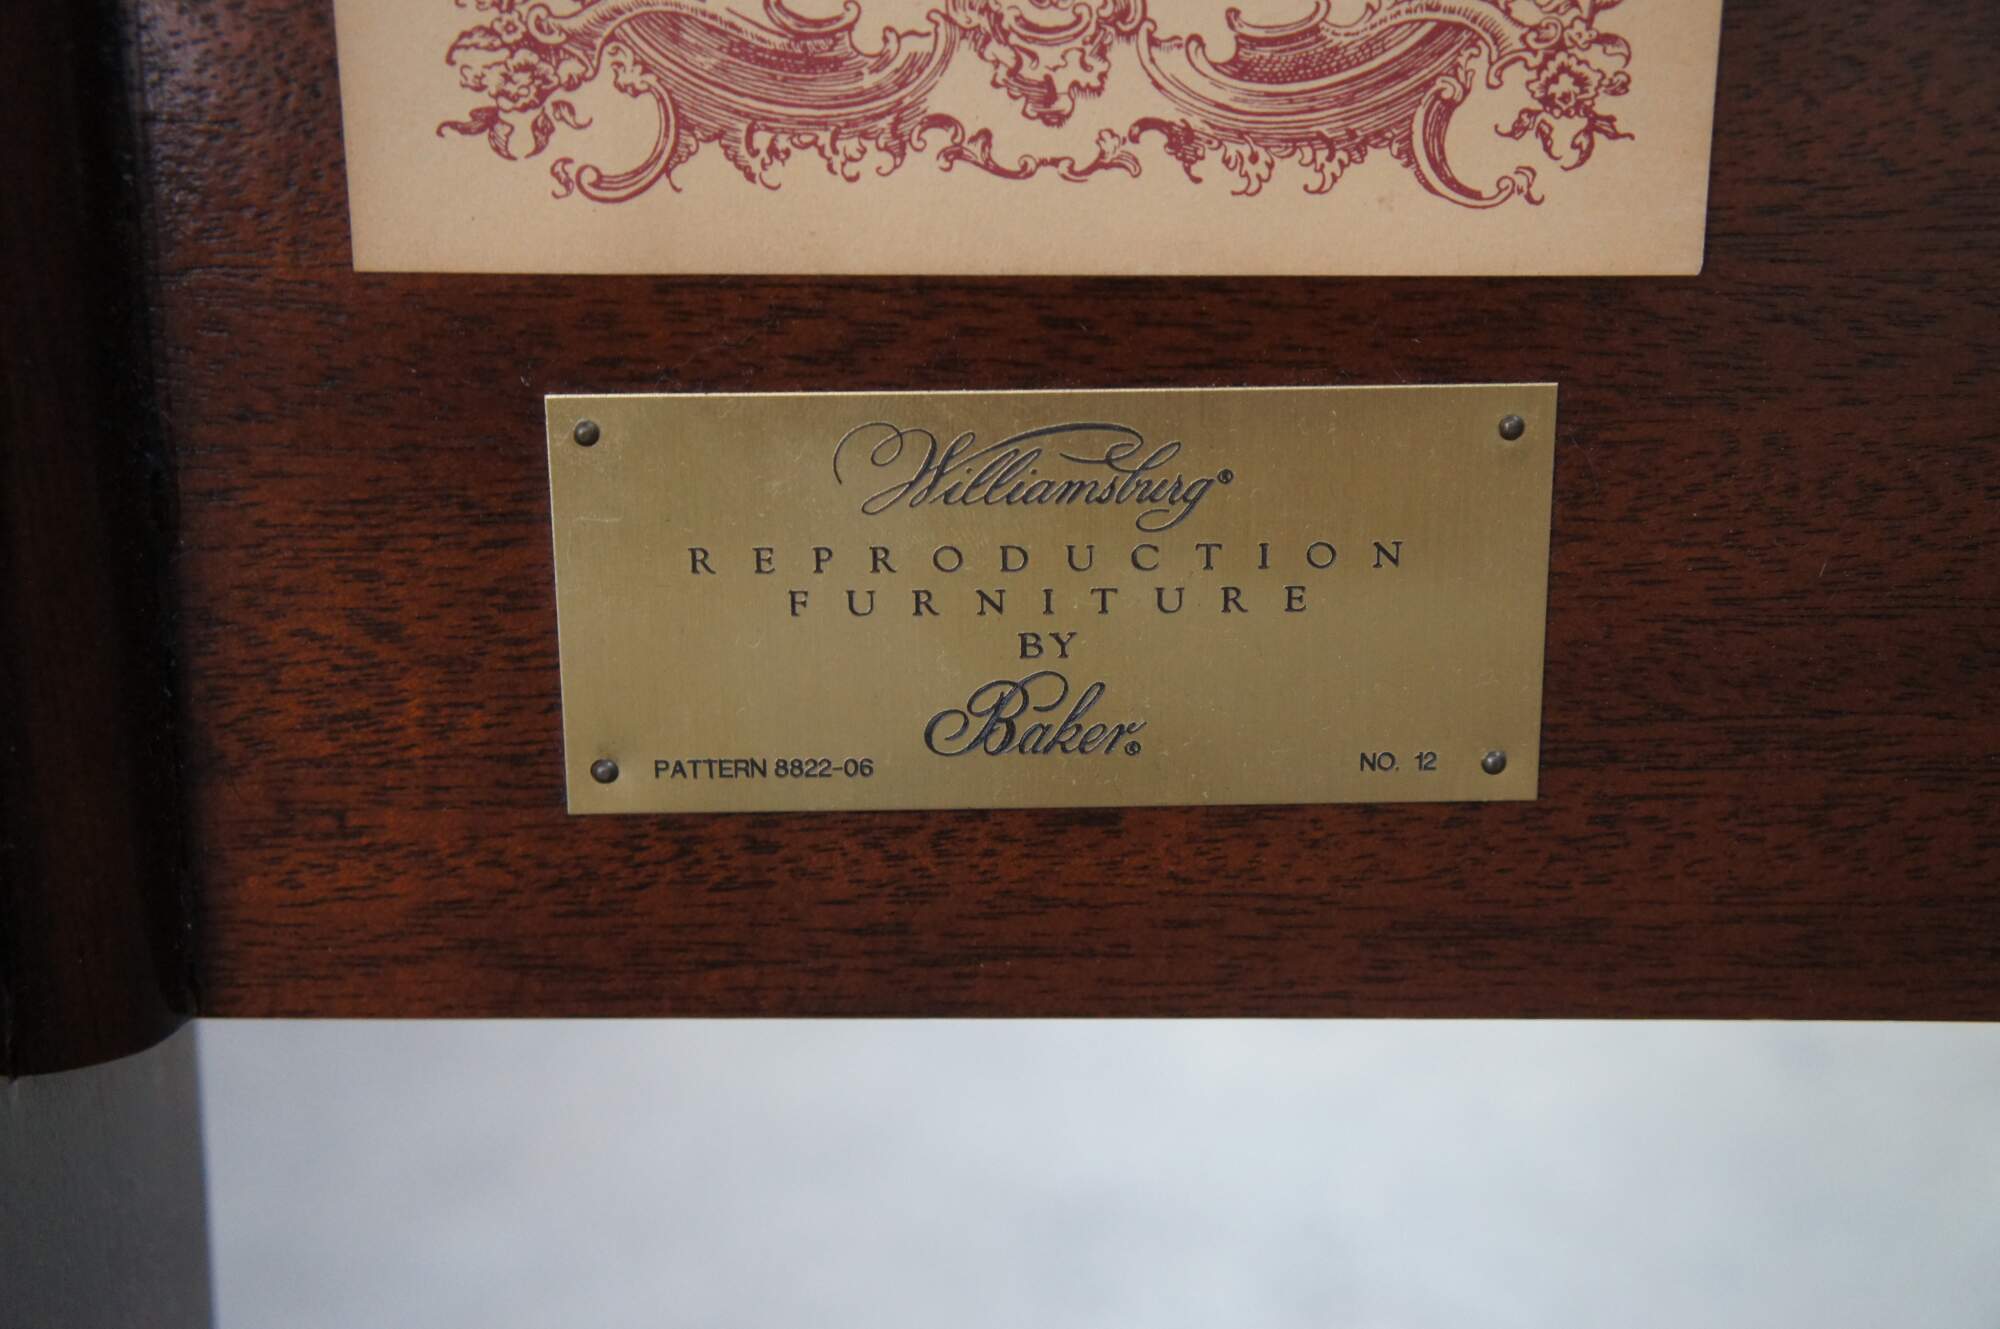 Williamsburg®
REPRODUCTION
FURNITURE
BY
Baker®
PATTERN 8822-06 NO. 12